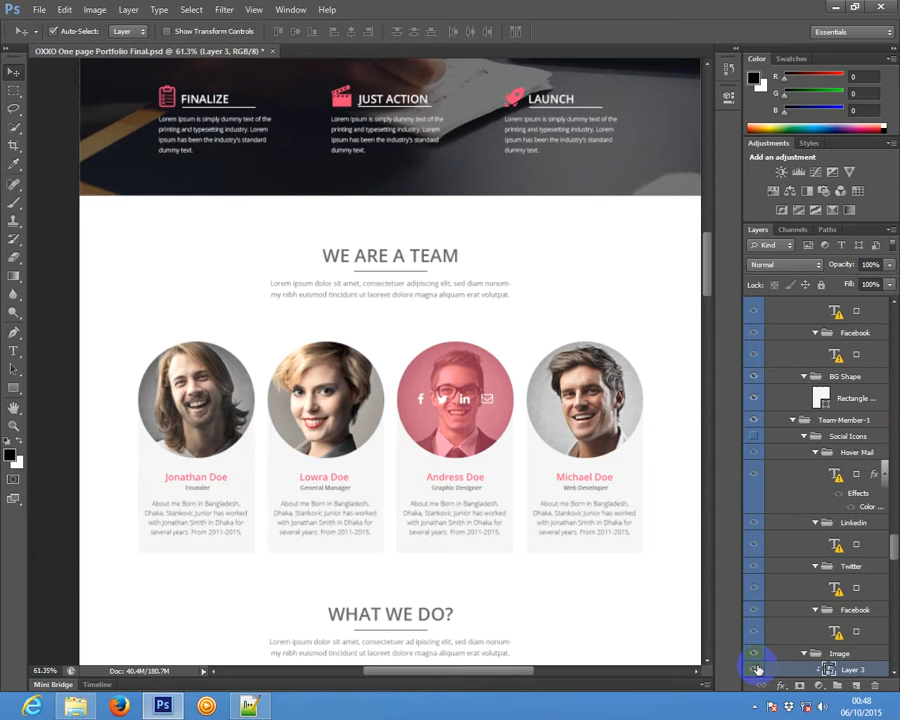 Ps File Edit Image Layer Type Select Filter View Window Help
Auto-Select: Layer Show Transform Controls Essentials
OXXO One page Portfolio Final.psd @ 61.3% (Layer 3, RGB/8) * ×
Color Swatches
R 0
G 0
B 0
Adjustments Styles
Add an adjustment
Layers Channels Paths
Kind
Normal Opacity: 100%
Lock: Fill: 100%
T
Facebook
T
BG Shape
Rectangle ...
Team-Member-1
Social Icons
Hover Mail
T fx
Effects
Color ...
Linkedin
T
Twitter
T
Facebook
T
Image
Layer 3
FINALIZE
Lorem Ipsum is simply dummy text of the
printing and typesetting industry. Lorem
Ipsum has been the industry's standard
dummy text.
JUST ACTION
Lorem Ipsum is simply dummy text of the
printing and typesetting industry. Lorem
Ipsum has been the industry's standard
dummy text.
LAUNCH
Lorem Ipsum is simply dummy text of the
printing and typesetting industry. Lorem
Ipsum has been the industry's standard
dummy text.
WE ARE A TEAM
Lorem ipsum dolor sit amet, consectetuer adipiscing elit, sed diam nonum-
my nibh euismod tincidunt ut laoreet dolore magna aliquam erat volutpat.
Jonathan Doe
Founder
About me Born in Bangladesh,
Dhaka, Stankovic Junior has worked
with Jonathan Smith in Dhaka for
several years. From 2011-2015,
Lowra Doe
General Manager
About me Born in Bangladesh,
Dhaka, Stankovic Junior has worked
with Jonathan Smith in Dhaka for
several years. From 2011-2015,
Andress Doe
Graphic Designer
About me Born in Bangladesh,
Dhaka, Stankovic Junior has worked
with Jonathan Smith in Dhaka for
several years. From 2011-2015,
Michael Doe
Web Developer
About me Born in Bangladesh,
Dhaka, Stankovic Junior has worked
with Jonathan Smith in Dhaka for
several years. From 2011-2015,
WHAT WE DO?
Lorem ipsum dolor sit amet, consectetuer adipiscing elit, sed diam nonum-
my nibh euismod tincidunt ut laoreet dolore magna aliquam erat volutpat.
61.35% Doc: 40.4M/180.7M
Mini Bridge Timeline
00:48
06/10/2015